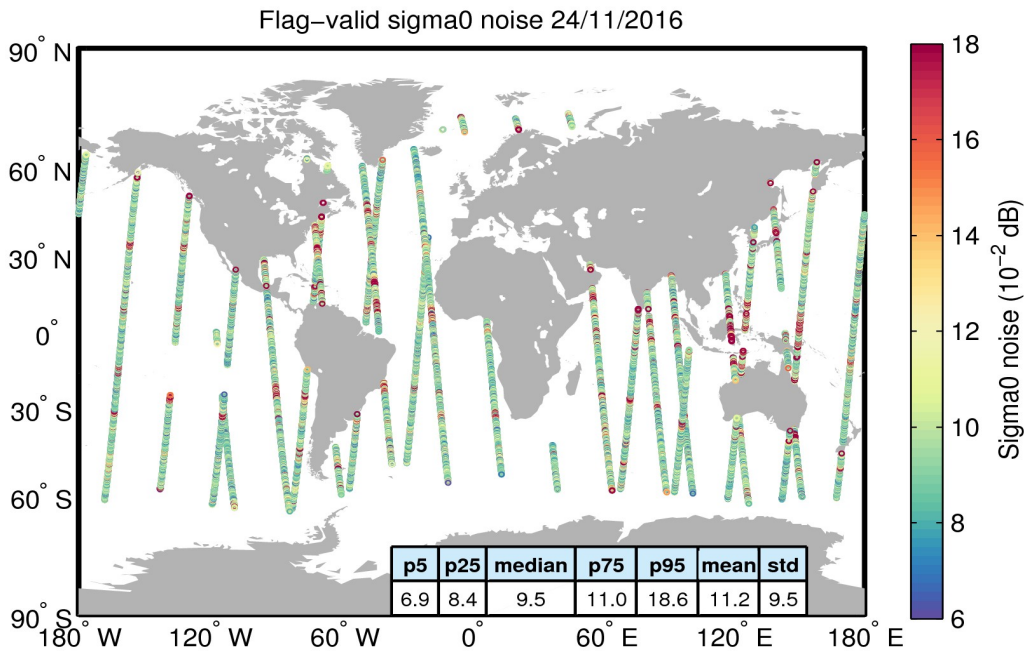 Flag−valid sigma0 noise 24/11/2016
90° N
60° N
30° N
0°
30° S
60° S
90° S
180° W
120° W
60° W
0°
60° E
120° E
180° E
p5 p25 median p75 p95 mean std
6.9 8.4 9.5 11.0 18.6 11.2 9.5
18
16
14
12
10
8
6
Sigma0 noise (10⁻² dB)